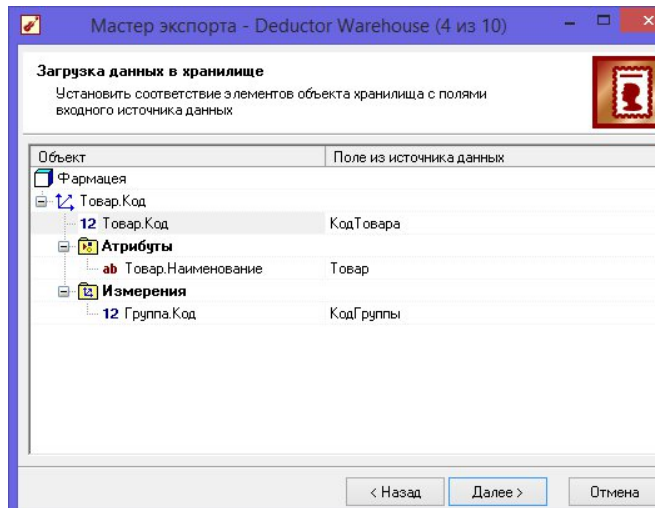 Мастер экспорта - Deductor Warehouse (4 из 10)
Загрузка данных в хранилище
Установить соответствие элементов объекта хранилища с полями
входного источника данных
Объект Поле из источника данных
Фармацея
Товар.Код
12 Товар.Код КодТовара
Атрибуты
ab Товар.Наименование Товар
12 Измерения
12 Группа.Код КодГруппы
< Назад Далее > Отмена